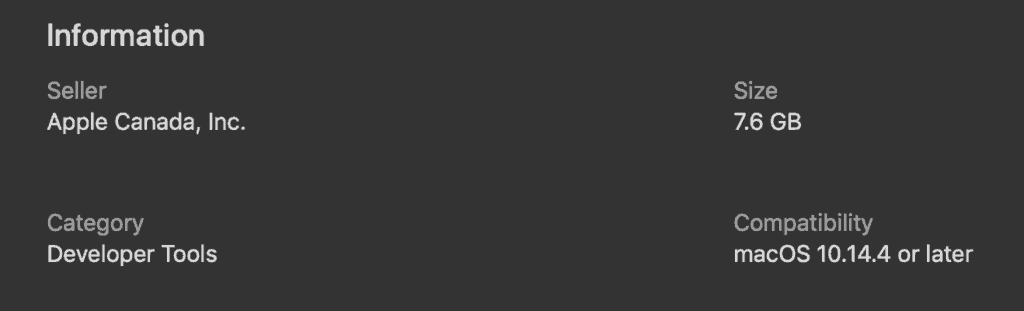 Information
Seller
Apple Canada, Inc.
Size
7.6 GB
Category
Developer Tools
Compatibility
macOS 10.14.4 or later